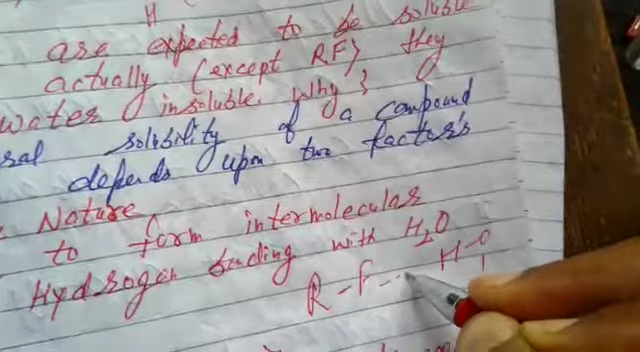 H
are expected to be soluble
actually (except RF) they
water insoluble. Why?
solubility of a compound
depends upon two factors
Nature
to form intermolecular
Hydrogen bonding with H2O
R-F--- H-O